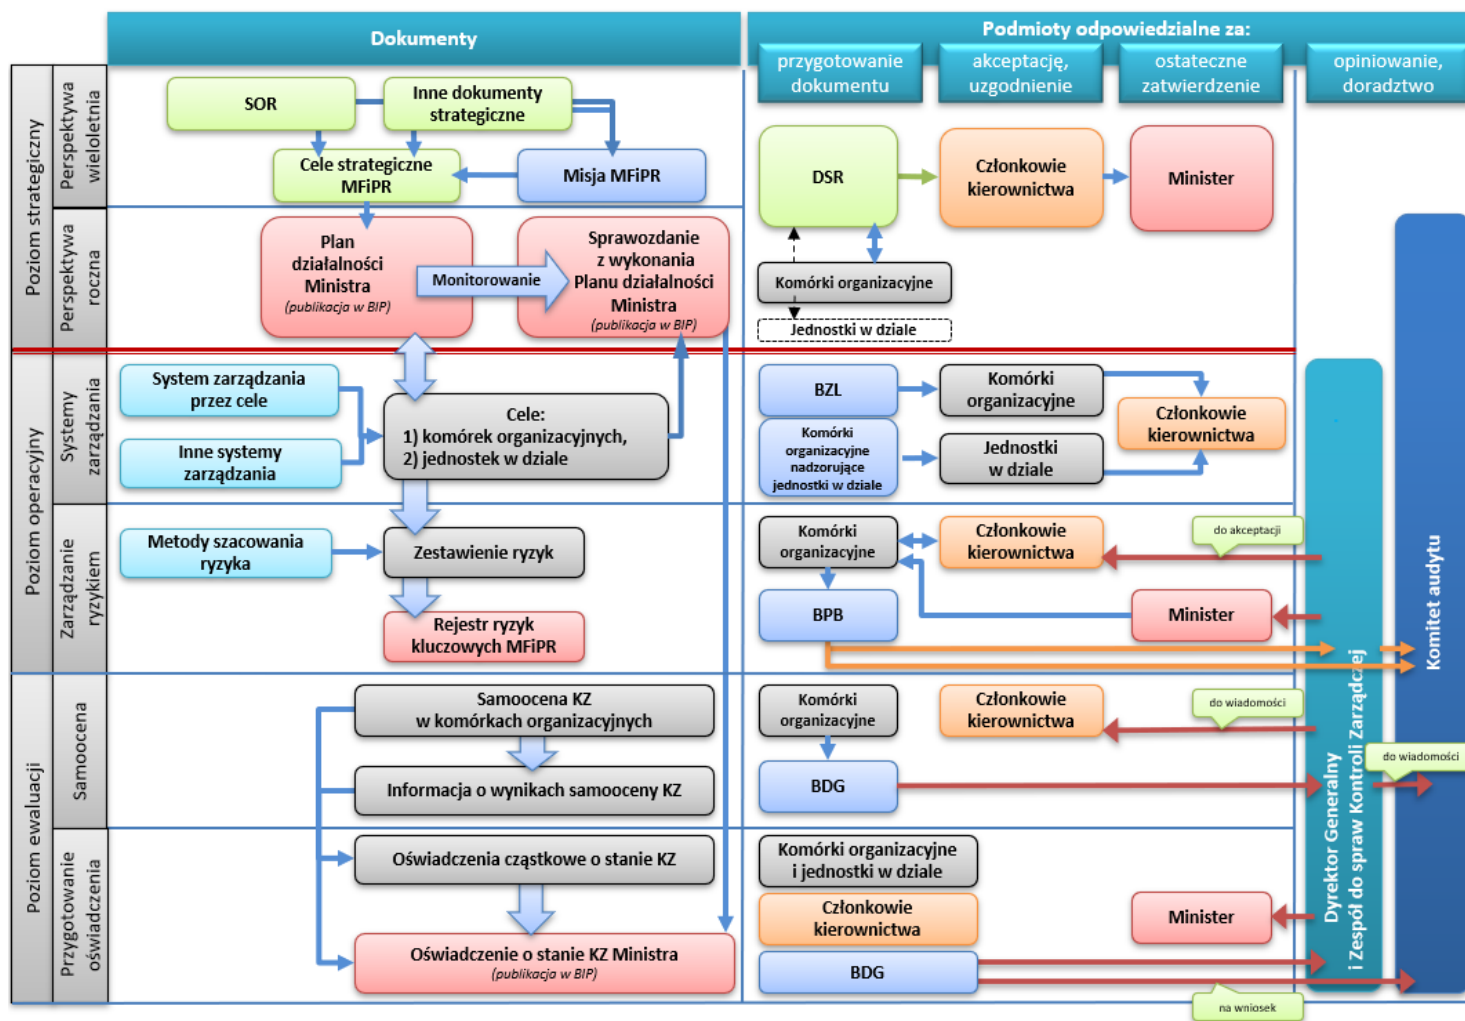 Dokumenty
Podmioty odpowiedzialne za:
przygotowanie
dokumentu
akceptację,
uzgodnienie
ostateczne
zatwierdzenie
opiniowanie,
doradztwo
Poziom strategiczny
Perspektywa
wieloletnia
SOR
Inne dokumenty
strategiczne
Cele strategiczne
MFiPR
Misja MFiPR
DSR
Członkowie
kierownictwa
Minister
Perspektywa
roczna
Plan
działalności
Ministra
(publikacja w BIP)
Monitorowanie
Sprawozdanie
z wykonania
Planu działalności
Ministra
(publikacja w BIP)
Komórki organizacyjne
Jednostki w dziale
Poziom operacyjny
Systemy
zarządzania
System zarządzania
przez cele
Inne systemy
zarządzania
Cele:
1) komórek organizacyjnych,
2) jednostek w dziale
BZL
Komórki
organizacyjne
nadzorujące
jednostki w dziale
Komórki
organizacyjne
Jednostki
w dziale
Członkowie
kierownictwa
Zarządzanie
ryzykiem
Metody szacowania
ryzyka
Zestawienie ryzyk
Rejestr ryzyk
kluczowych MFiPR
Komórki
organizacyjne
Członkowie
kierownictwa
do akceptacji
BPB
Minister
Poziom ewaluacji
Samoocena
Samoocena KZ
w komórkach organizacyjnych
Informacja o wynikach samooceny KZ
Komórki
organizacyjne
Członkowie
kierownictwa
do wiadomości
BDG
do wiadomości
Przygotowanie
oświadczenia
Oświadczenia cząstkowe o stanie KZ
Oświadczenie o stanie KZ Ministra
(publikacja w BIP)
Komórki organizacyjne
i jednostki w dziale
Członkowie
kierownictwa
Minister
BDG
na wniosek
Dyrektor Generalny
i Zespół do spraw Kontroli Zarządczej
Komitet audytu